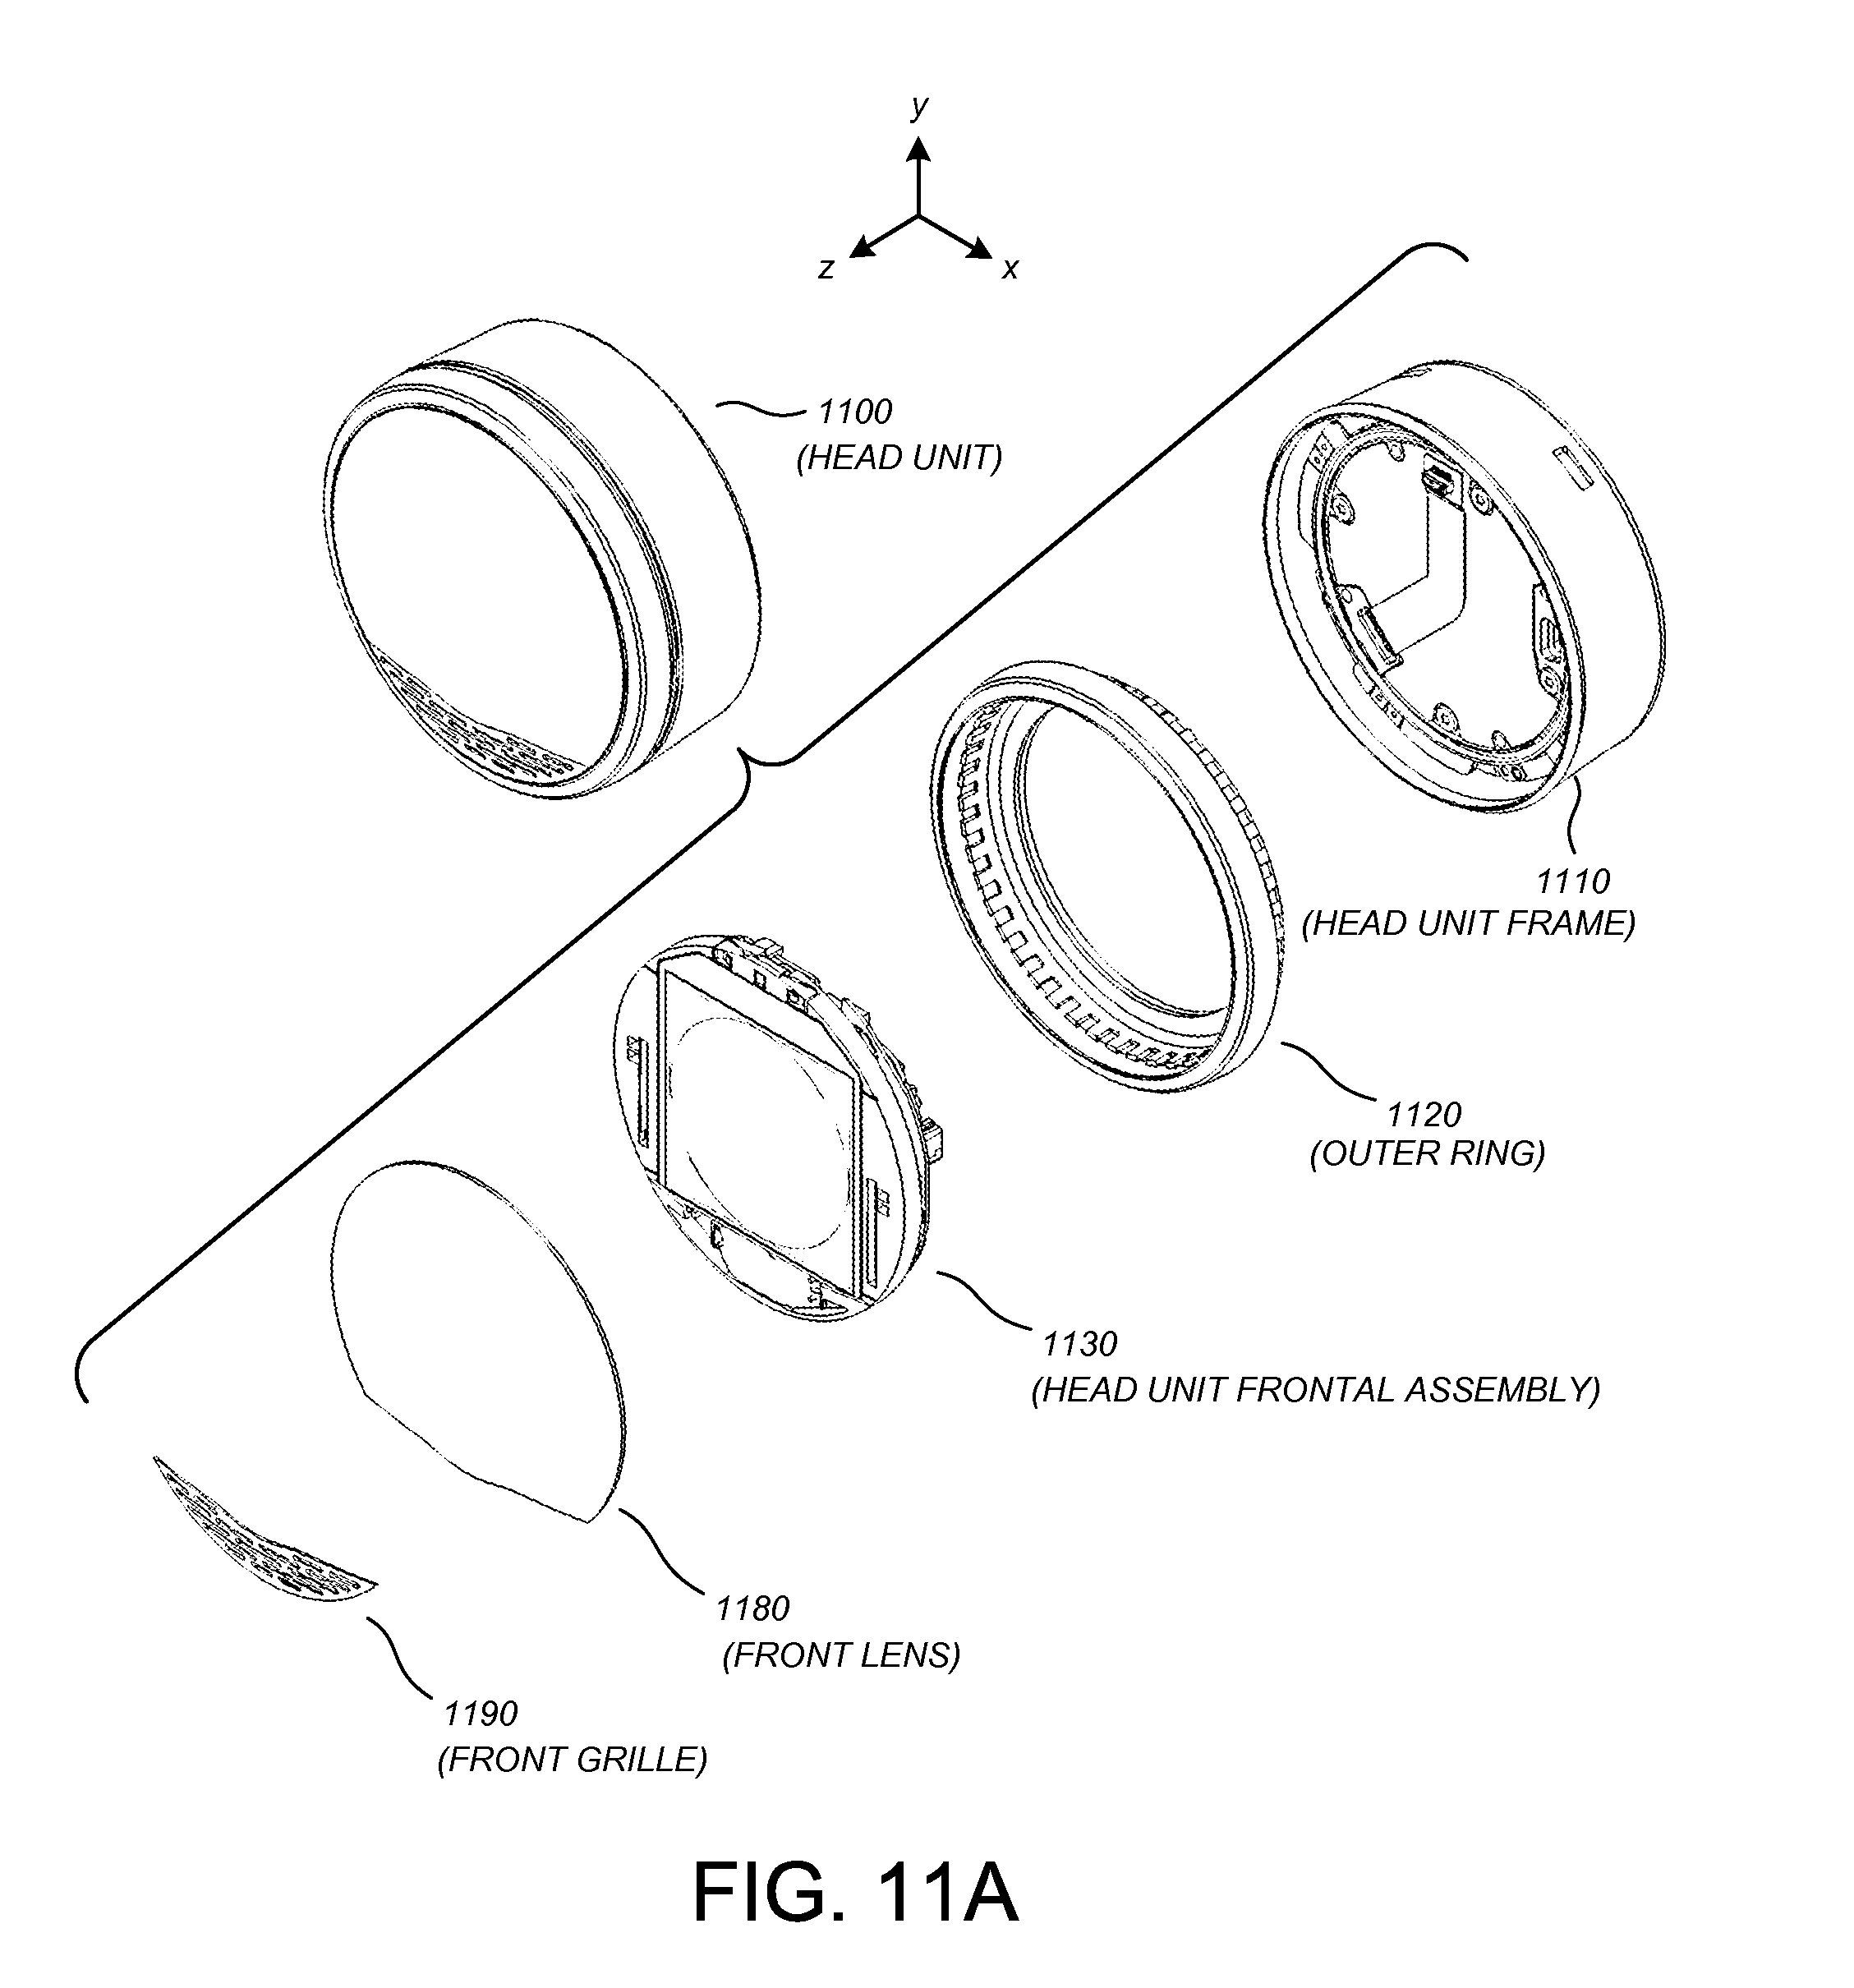 y
z
x
1100
(HEAD UNIT)
1110
(HEAD UNIT FRAME)
1120
(OUTER RING)
1130
(HEAD UNIT FRONTAL ASSEMBLY)
1180
(FRONT LENS)
1190
(FRONT GRILLE)
FIG. 11A